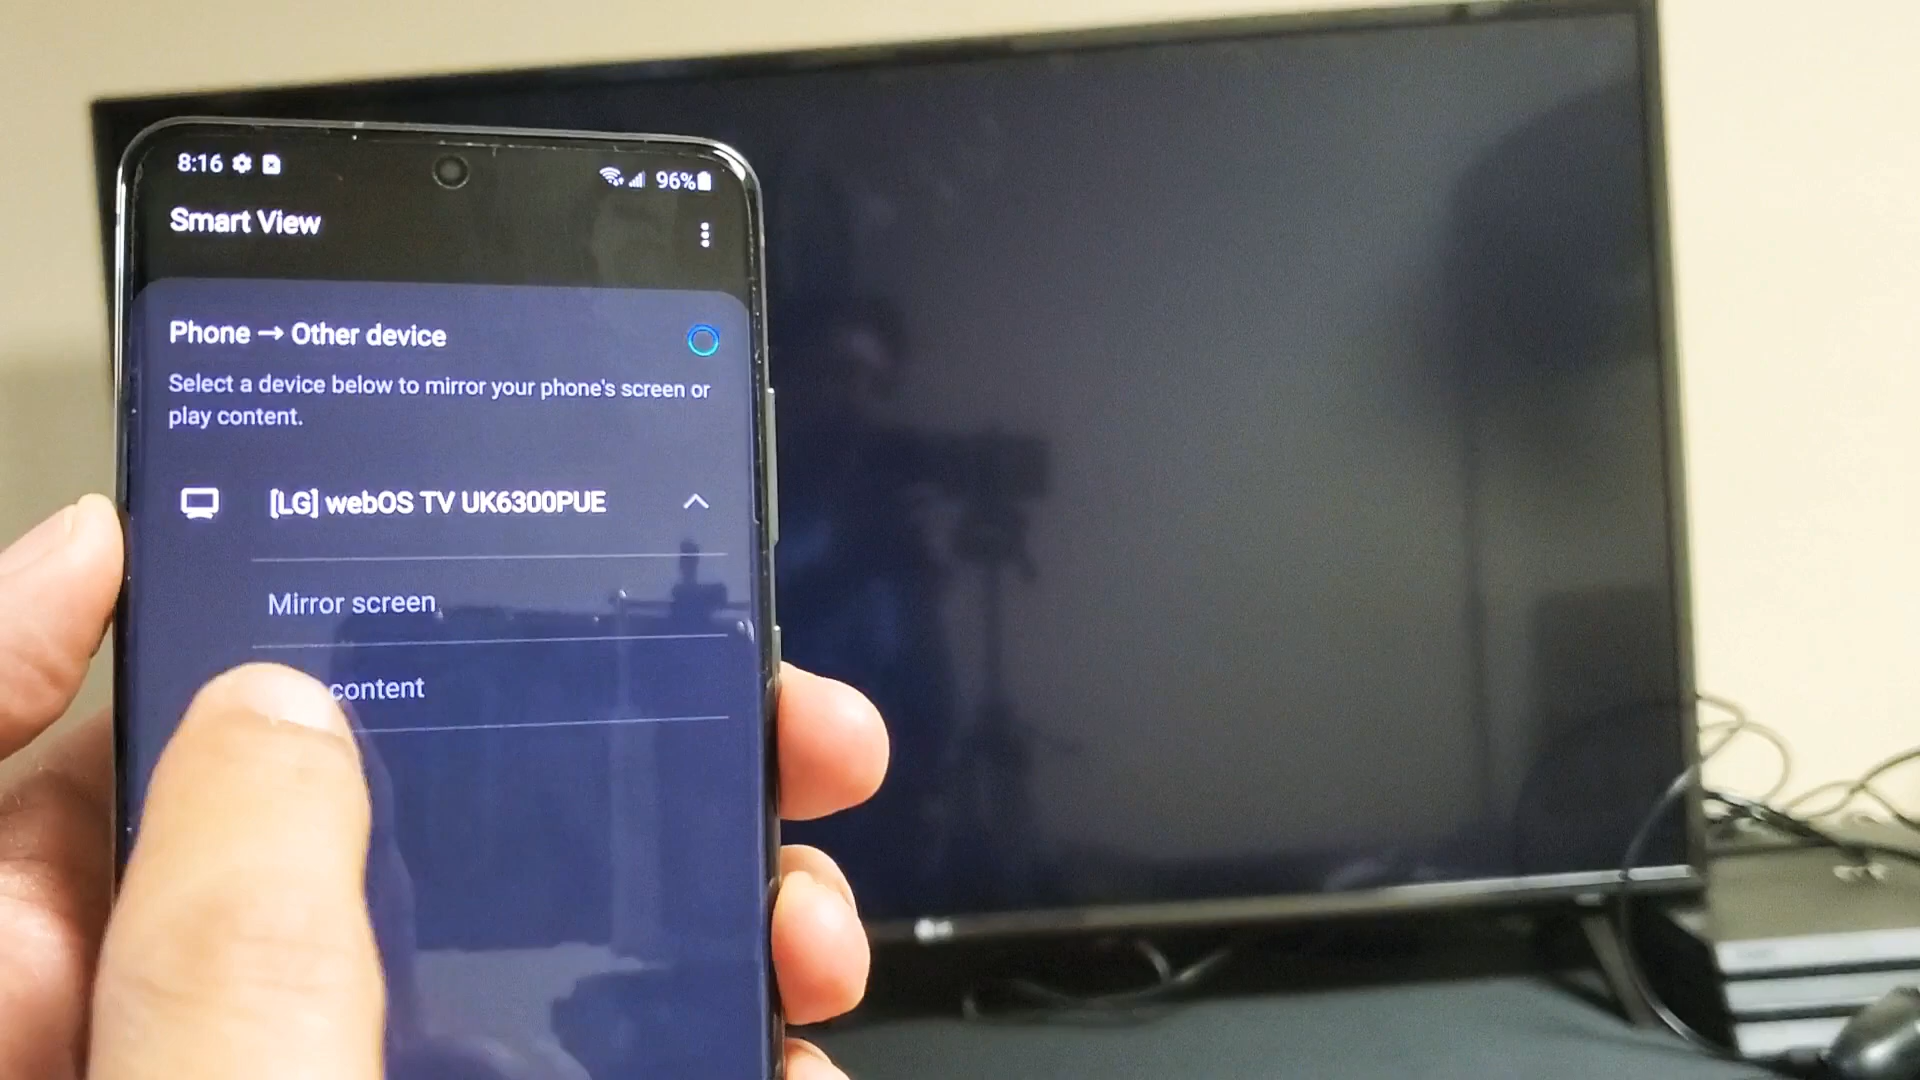 8:16
96%
Smart View
Phone → Other device
Select a device below to mirror your phone's screen or
play content.
[LG] webOS TV UK6300PUE
Mirror screen
content
LG